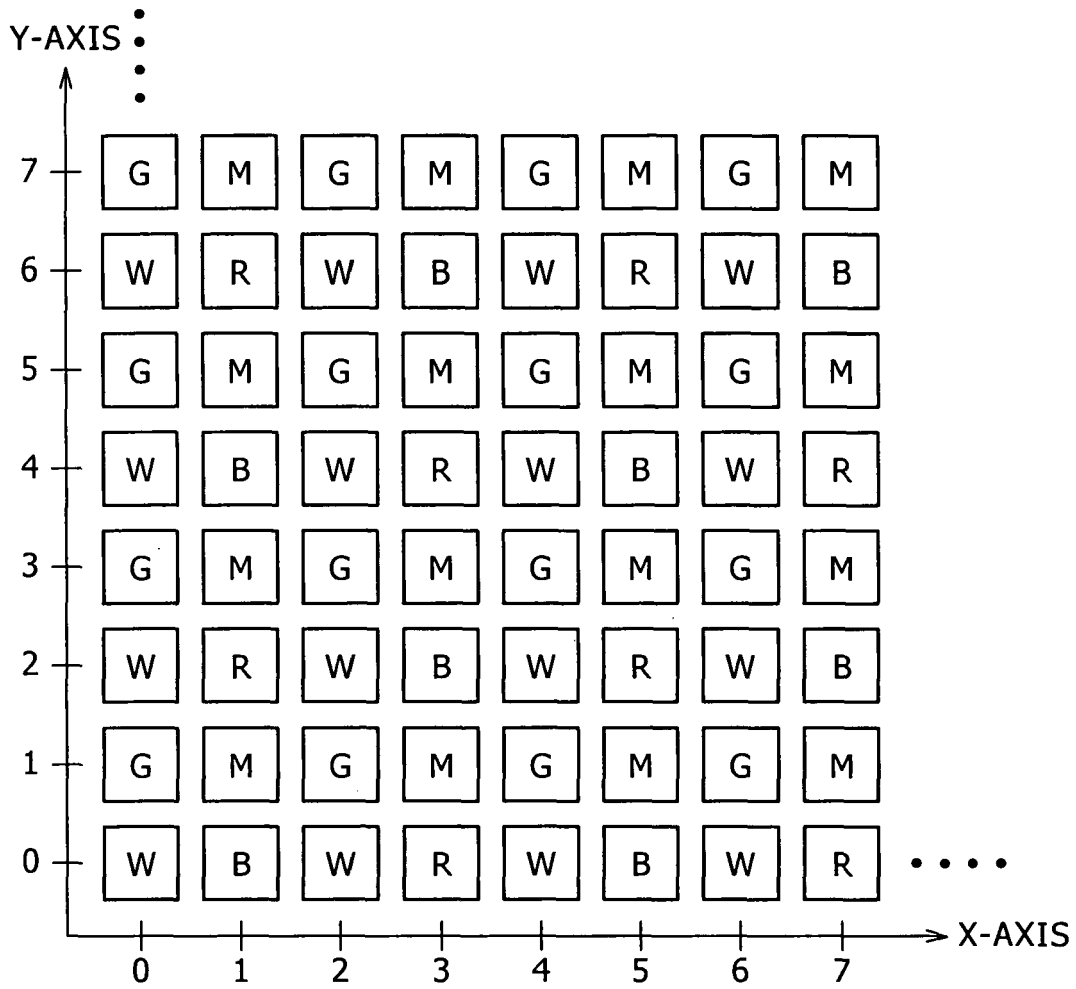 Y-AXIS
7 G M G M G M G M
6 W R W B W R W B
5 G M G M G M G M
4 W B W R W B W R
3 G M G M G M G M
2 W R W B W R W B
1 G M G M G M G M
0 W B W R W B W R
X-AXIS
0 1 2 3 4 5 6 7